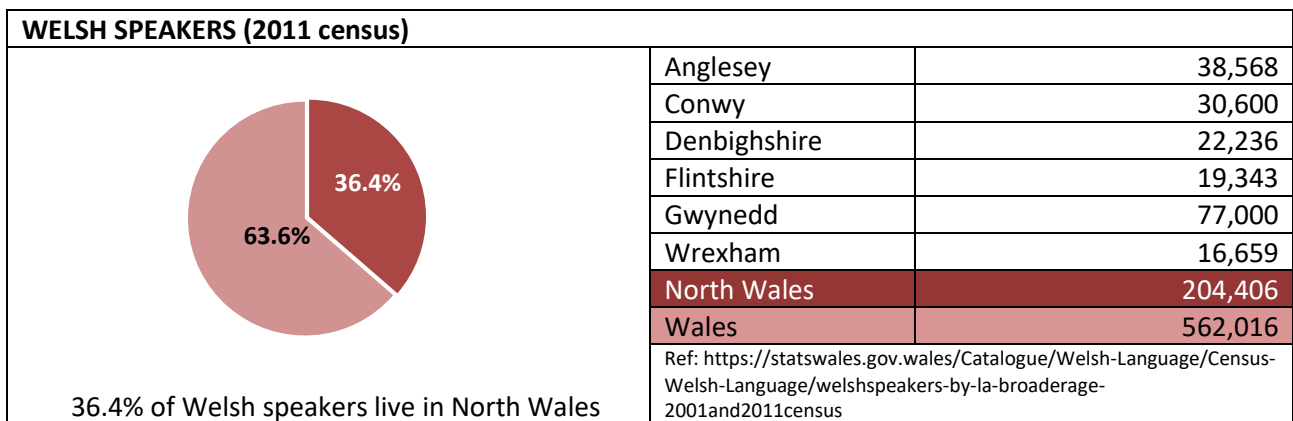 WELSH SPEAKERS (2011 census)
36.4%
63.6%
36.4% of Welsh speakers live in North Wales
Anglesey 38,568
Conwy 30,600
Denbighshire 22,236
Flintshire 19,343
Gwynedd 77,000
Wrexham 16,659
North Wales 204,406
Wales 562,016
Ref: https://statswales.gov.wales/Catalogue/Welsh-Language/Census-
Welsh-Language/welshspeakers-by-la-broaderage-
2001and2011census